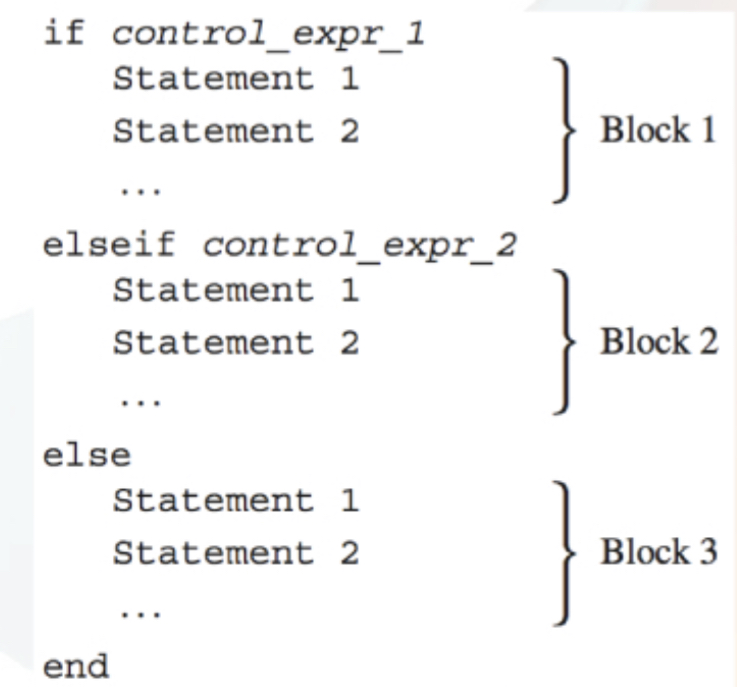 if control_expr_1
Statement 1
Statement 2
Block 1
...
elseif control_expr_2
Statement 1
Statement 2
Block 2
...
else
Statement 1
Statement 2
Block 3
...
end